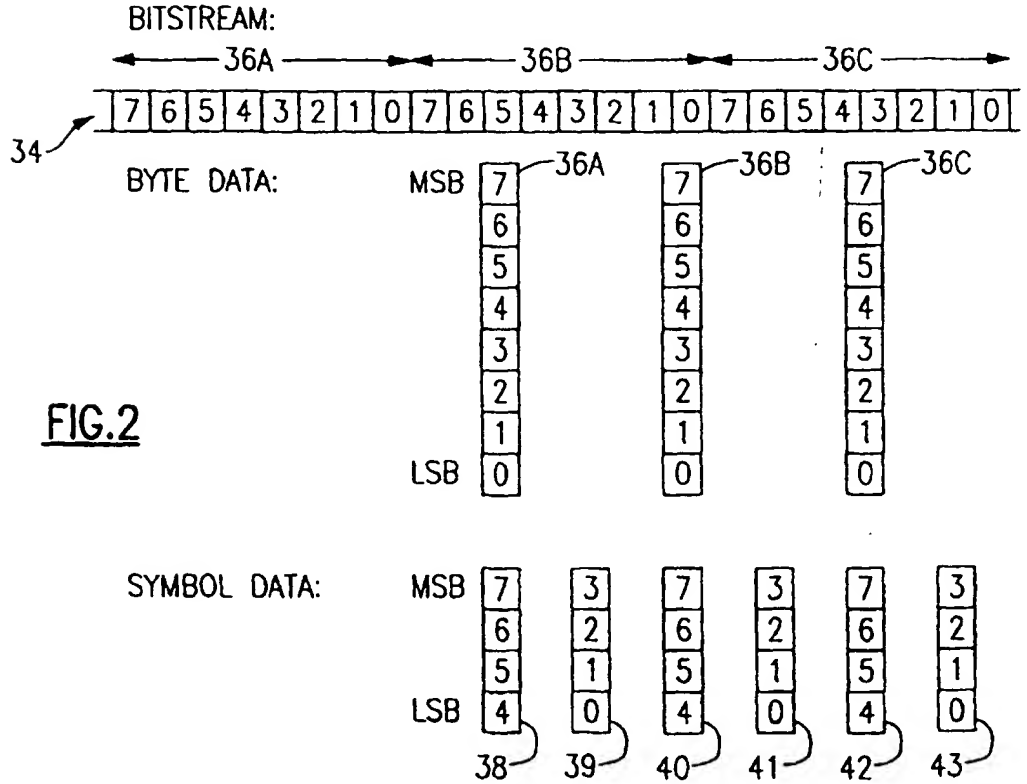 BITSTREAM:
36A 36B 36C
7 6 5 4 3 2 1 0 7 6 5 4 3 2 1 0 7 6 5 4 3 2 1 0
34
BYTE DATA: MSB 7 36A 7 36B 7 36C
6 6 6
5 5 5
4 4 4
3 3 3
2 2 2
FIG.2
1 1 1
LSB 0 0 0
SYMBOL DATA: MSB 7 3 7 3 7 3
6 2 6 2 6 2
5 1 5 1 5 1
LSB 4 0 4 0 4 0
38 39 40 41 42 43